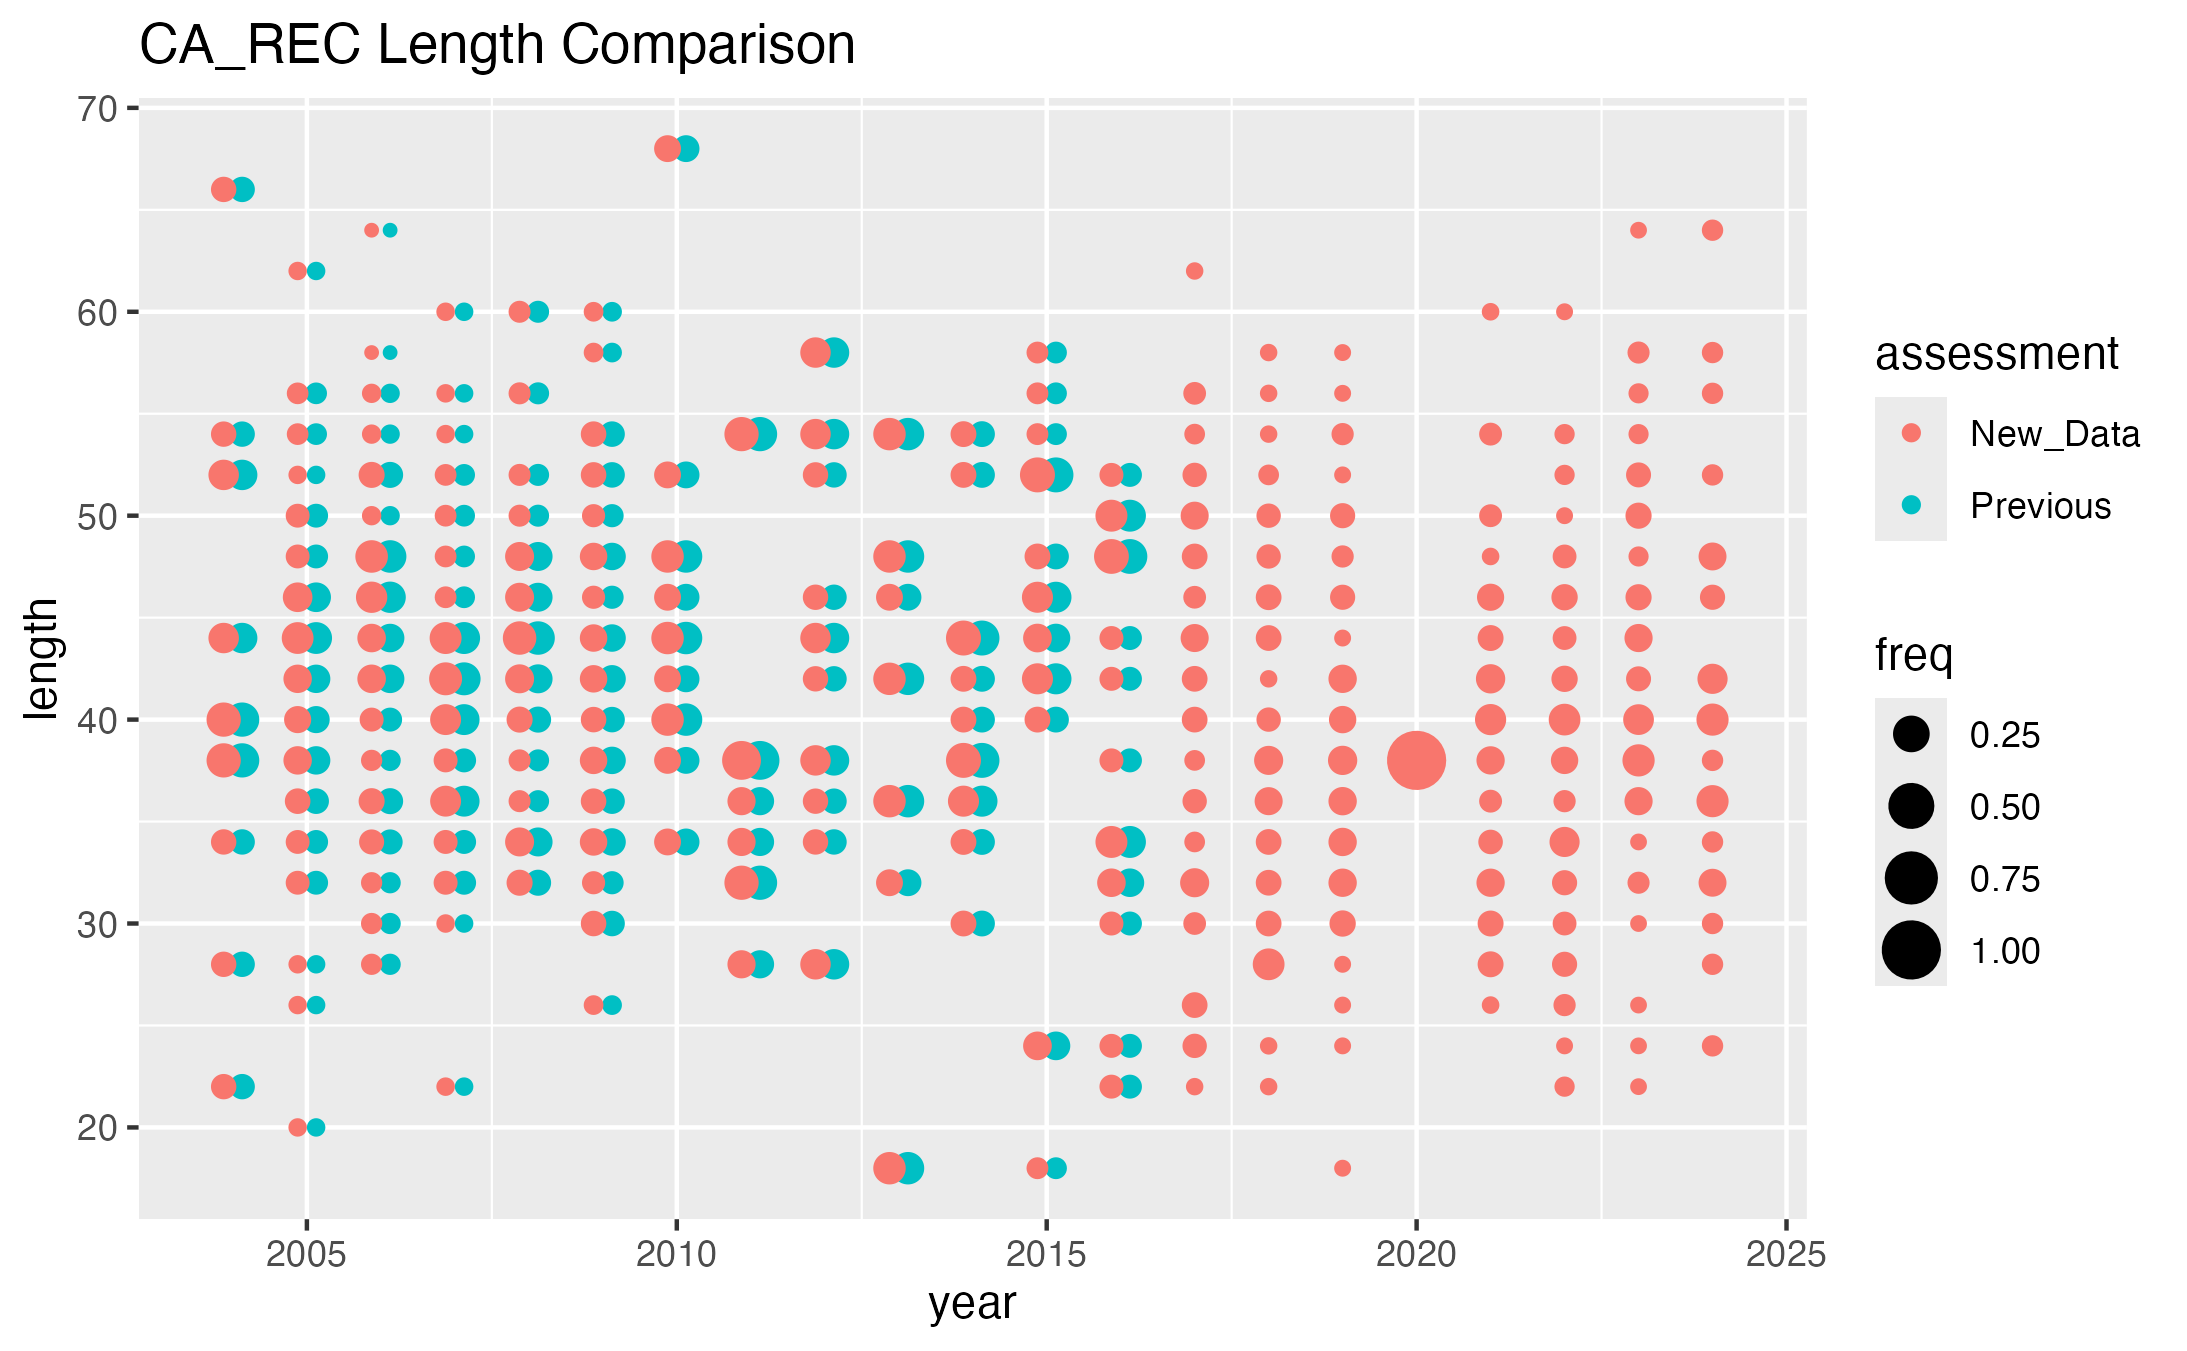 CA_REC Length Comparison
70
60
50
40
30
20
length
2005 2010 2015 2020 2025
year
assessment
New_Data
Previous
freq
0.25
0.50
0.75
1.00